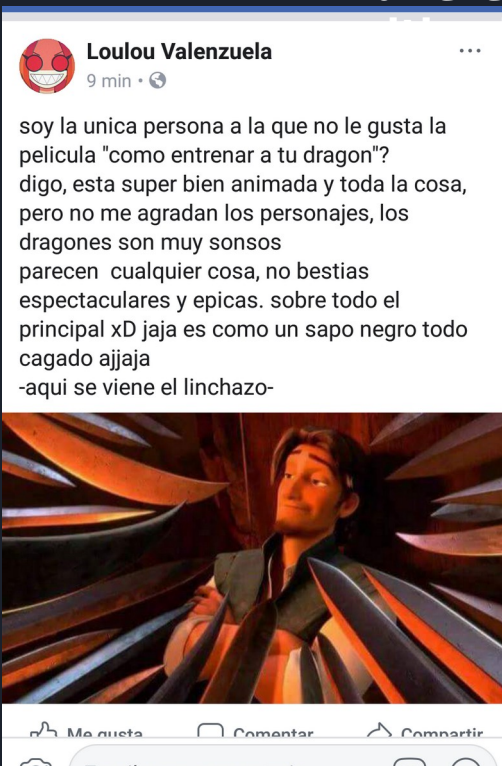 Loulou Valenzuela
9 min
soy la unica persona a la que no le gusta la
pelicula "como entrenar a tu dragon"?
digo, esta super bien animada y toda la cosa,
pero no me agradan los personajes, los
dragones son muy sonsos
parecen  cualquier cosa, no bestias
espectaculares y epicas. sobre todo el
principal xD jaja es como un sapo negro todo
cagado ajjaja
-aqui se viene el linchazo-
Me gusta
Comentar
Compartir